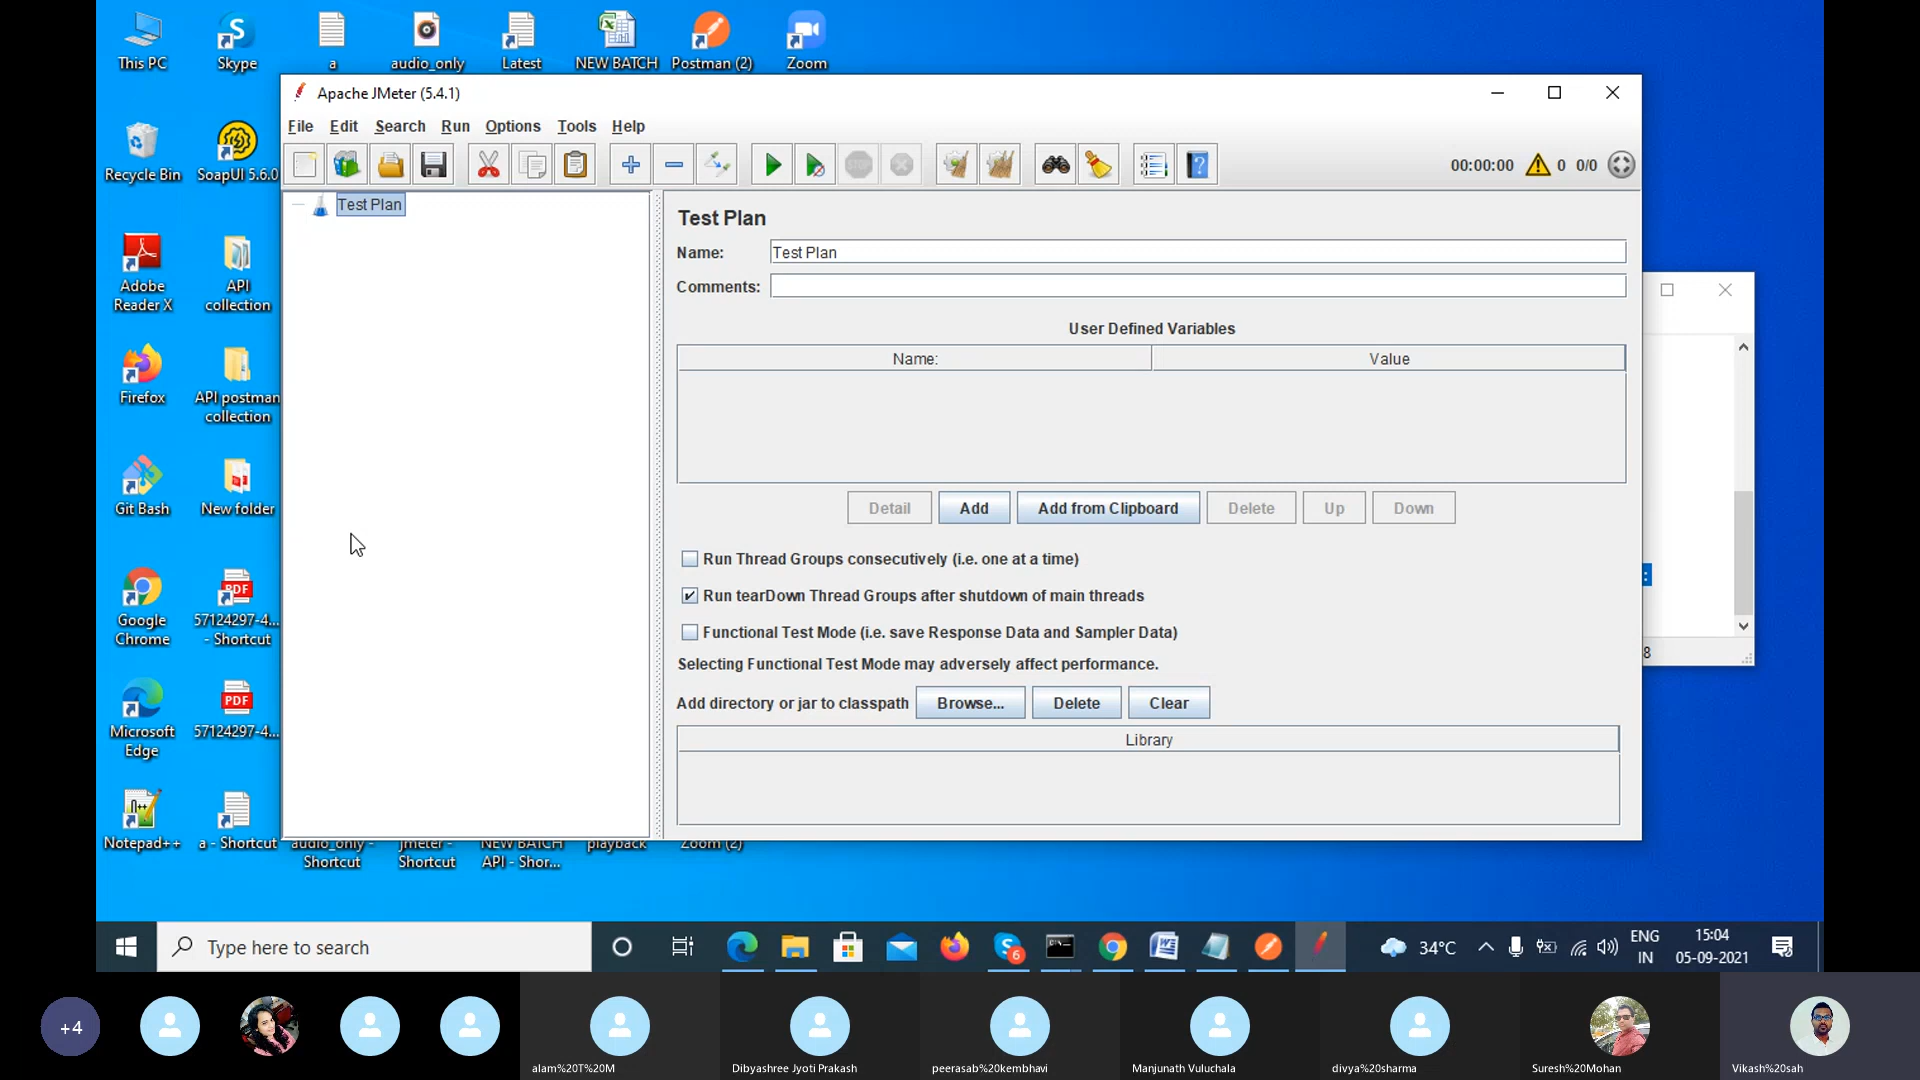 This PC
Skype
a
audio_only
Latest
NEW BATCH
Postman (2)
Zoom
Apache JMeter (5.4.1)
File Edit Search Run Options Tools Help
00:00:00 0 0/0
Recycle Bin
SoapUI 5.6.0
Test Plan
Test Plan
Name: Test Plan
Comments:
User Defined Variables
Name: Value
Detail Add Add from Clipboard Delete Up Down
Run Thread Groups consecutively (i.e. one at a time)
Run tearDown Thread Groups after shutdown of main threads
Functional Test Mode (i.e. save Response Data and Sampler Data)
Selecting Functional Test Mode may adversely affect performance.
Add directory or jar to classpath Browse... Delete Clear
Library
Adobe
Reader X
API
collection
Firefox
API postman
collection
Git Bash
New folder
Google
Chrome
PDF
57124297-4...
- Shortcut
Microsoft
Edge
PDF
57124297-4...
Notepad++
a - Shortcut
audio_only -
Shortcut
jmeter -
Shortcut
NEW BATCH
API - Shor...
playback
Zoom (2)
8
Type here to search
6
34°C
ENG
IN
15:04
05-09-2021
+4
alam%20T%20M
Dibyashree Jyoti Prakash
peerasab%20kembhavi
Manjunath Vuluchala
divya%20sharma
Suresh%20Mohan
Vikash%20sah